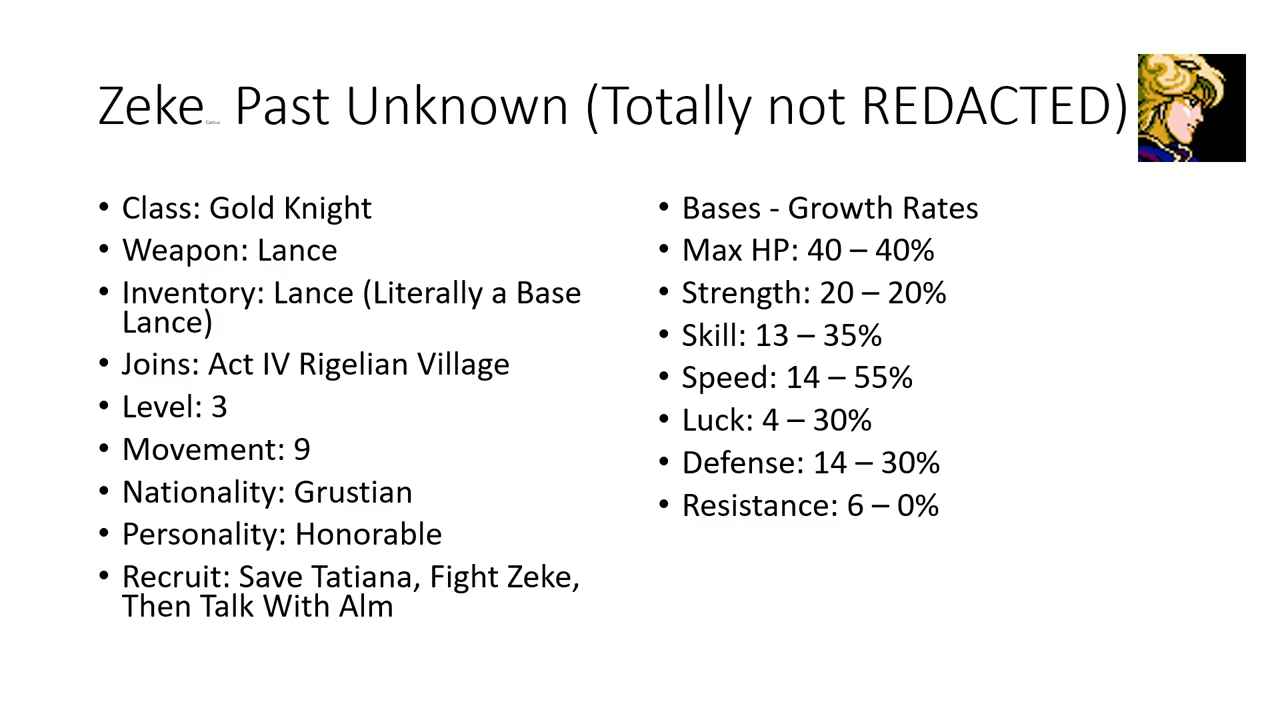 Zeke Camus Past Unknown (Totally not REDACTED)
• Class: Gold Knight
• Weapon: Lance
• Inventory: Lance (Literally a Base
Lance)
• Joins: Act IV Rigelian Village
• Level: 3
• Movement: 9
• Nationality: Grustian
• Personality: Honorable
• Recruit: Save Tatiana, Fight Zeke,
Then Talk With Alm
• Bases - Growth Rates
• Max HP: 40 – 40%
• Strength: 20 – 20%
• Skill: 13 – 35%
• Speed: 14 – 55%
• Luck: 4 – 30%
• Defense: 14 – 30%
• Resistance: 6 – 0%